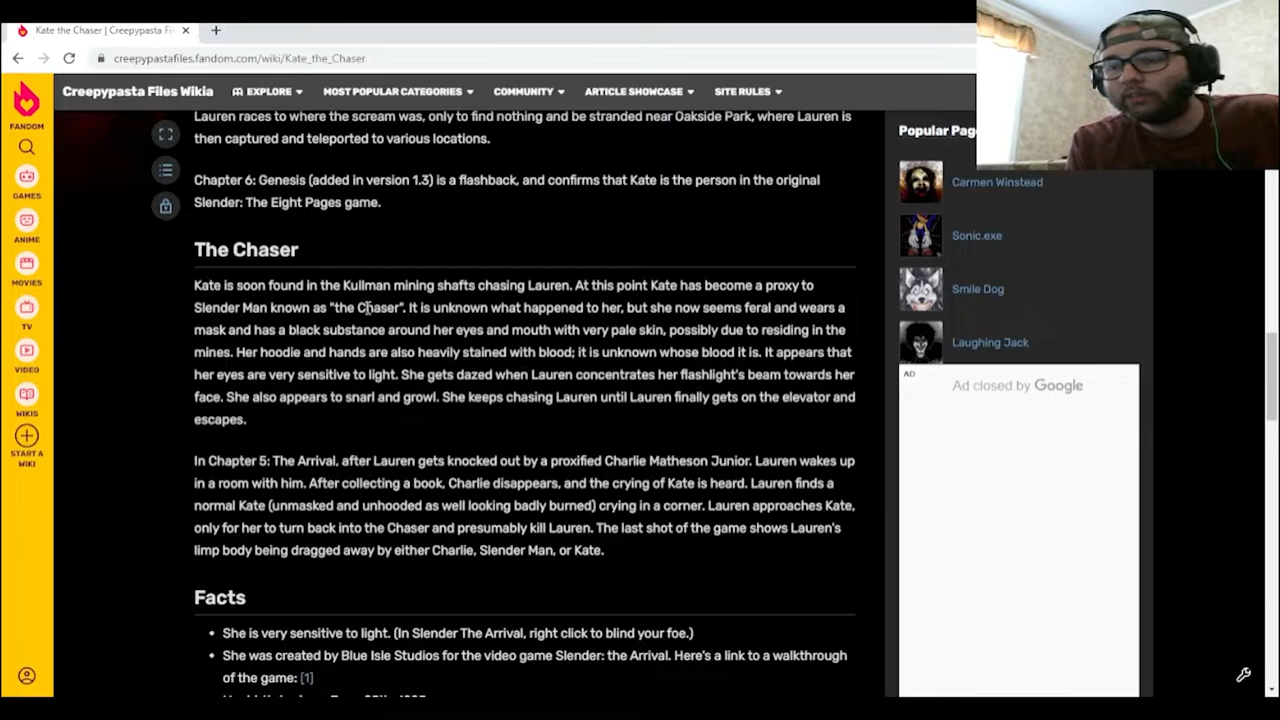 Kate the Chaser | Creepypasta Fi
creepypastafiles.fandom.com/wiki/Kate_the_Chaser
Creepypasta Files Wikia
EXPLORE
MOST POPULAR CATEGORIES
COMMUNITY
ARTICLE SHOWCASE
SITE RULES
FANDOM
GAMES
ANIME
MOVIES
TV
VIDEO
WIKIS
START A
WIKI
Lauren races to where the scream was, only to find nothing and be stranded near Oakside Park, where Lauren is
then captured and teleported to various locations.
Chapter 6: Genesis (added in version 1.3) is a flashback, and confirms that Kate is the person in the original
Slender: The Eight Pages game.
The Chaser
Kate is soon found in the Kullman mining shafts chasing Lauren. At this point Kate has become a proxy to
Slender Man known as "the Chaser". It is unknown what happened to her, but she now seems feral and wears a
mask and has a black substance around her eyes and mouth with very pale skin, possibly due to residing in the
mines. Her hoodie and hands are also heavily stained with blood; it is unknown whose blood it is. It appears that
her eyes are very sensitive to light. She gets dazed when Lauren concentrates her flashlight's beam towards her
face. She also appears to snarl and growl. She keeps chasing Lauren until Lauren finally gets on the elevator and
escapes.
In Chapter 5: The Arrival, after Lauren gets knocked out by a proxified Charlie Matheson Junior. Lauren wakes up
in a room with him. After collecting a book, Charlie disappears, and the crying of Kate is heard. Lauren finds a
normal Kate (unmasked and unhooded as well looking badly burned) crying in a corner. Lauren approaches Kate,
only for her to turn back into the Chaser and presumably kill Lauren. The last shot of the game shows Lauren's
limp body being dragged away by either Charlie, Slender Man, or Kate.
Facts
• She is very sensitive to light. (In Slender The Arrival, right click to blind your foe.)
• She was created by Blue Isle Studios for the video game Slender: the Arrival. Here's a link to a walkthrough
of the game: [1]
Popular Pag
Carmen Winstead
Sonic.exe
Smile Dog
Laughing Jack
AD
Ad closed by Google